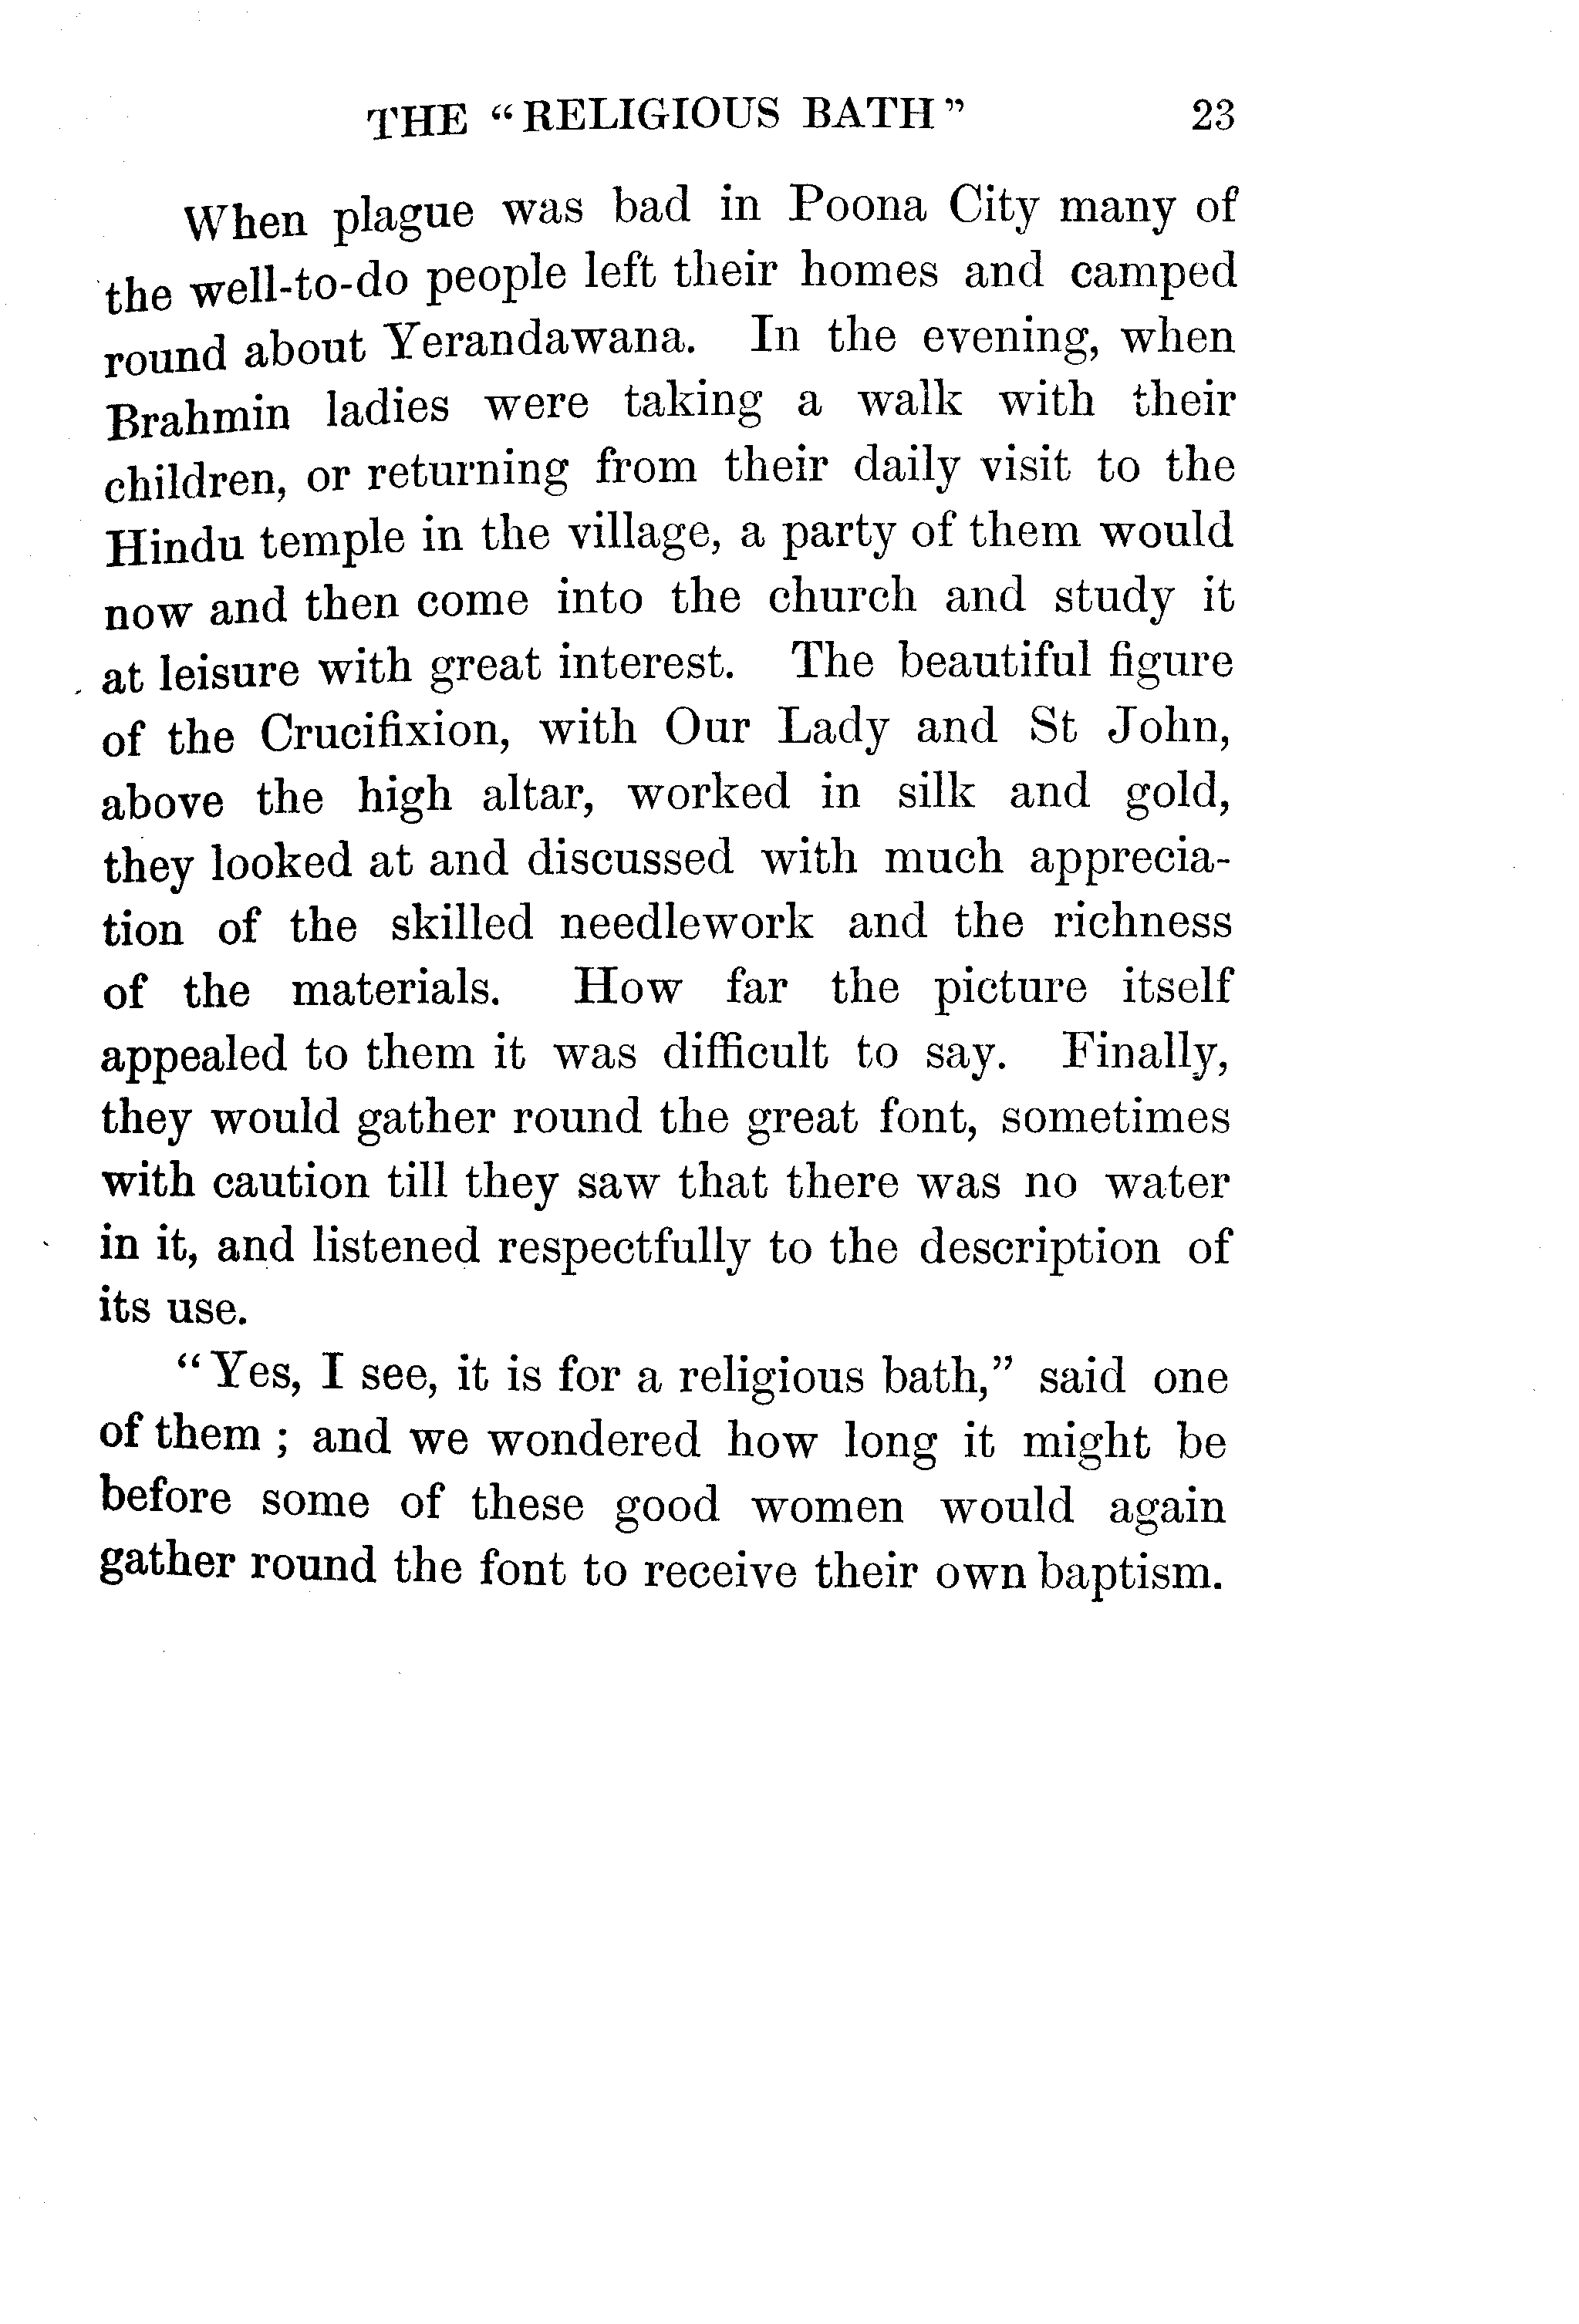 THE "RELIGIOUS BATH" 23
When plague was bad in Poona City many of
the well-to-do people left their homes and camped
round about Yerandawana. In the evening, when
Brahmin ladies were taking a walk with their
children, or returning from their daily visit to the
Hindu temple in the village, a party of them would
now and then come into the church and study it
at leisure with great interest. The beautiful figure
of the Crucifixion, with Our Lady and St John,
above the high altar, worked in silk and gold,
they looked at and discussed with much apprecia-
tion of the skilled needlework and the richness
of the materials. How far the picture itself
appealed to them it was difficult to say. Finally,
they would gather round the great font, sometimes
with caution till they saw that there was no water
in it, and listened respectfully to the description of
its use.
"Yes, I see, it is for a religious bath," said one
of them ; and we wondered how long it might be
before some of these good women would again
gather round the font to receive their own baptism.